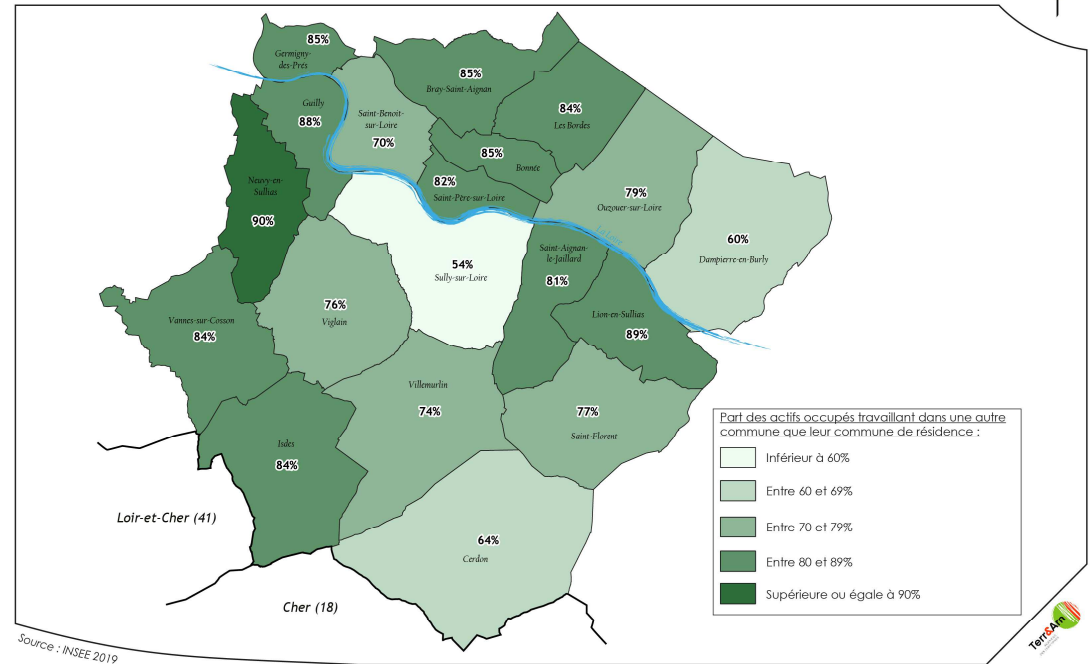 85%
Germigny-
des-Prés
85%
Bray-Saint-Aignan
Guilly
88%
Saint-Benoit-
sur-Loire
70%
84%
Les Bordes
85%
Bonnée
82%
Saint-Père-sur-Loire
Neuvy-en-
Sullias
90%
79%
Ouzouer-sur-Loire
La Loire
60%
Dampierre-en-Burly
54%
Sully-sur-Loire
Saint-Aignan-
le-Jaillard
81%
Lion-en-Sullias
89%
76%
Viglain
Vannes-sur-Cosson
84%
Villemurlin
74%
77%
Saint-Florent
Isdes
84%
64%
Cerdon
Loir-et-Cher (41)
Cher (18)
Part des actifs occupés travaillant dans une autre
commune que leur commune de résidence :
Inférieur à 60%
Entre 60 et 69%
Entre 70 et 79%
Entre 80 et 89%
Supérieure ou égale à 90%
Source : INSEE 2019
Terr&Am